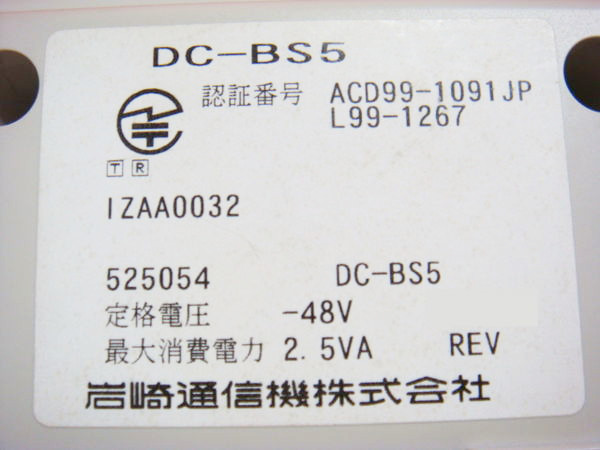 DC-BS5
認証番号 ACD99-1091JP
L99-1267
T R
IZAA0032
525054 DC-BS5
定格電圧 -48V
最大消費電力 2.5VA REV
岩崎通信機株式会社